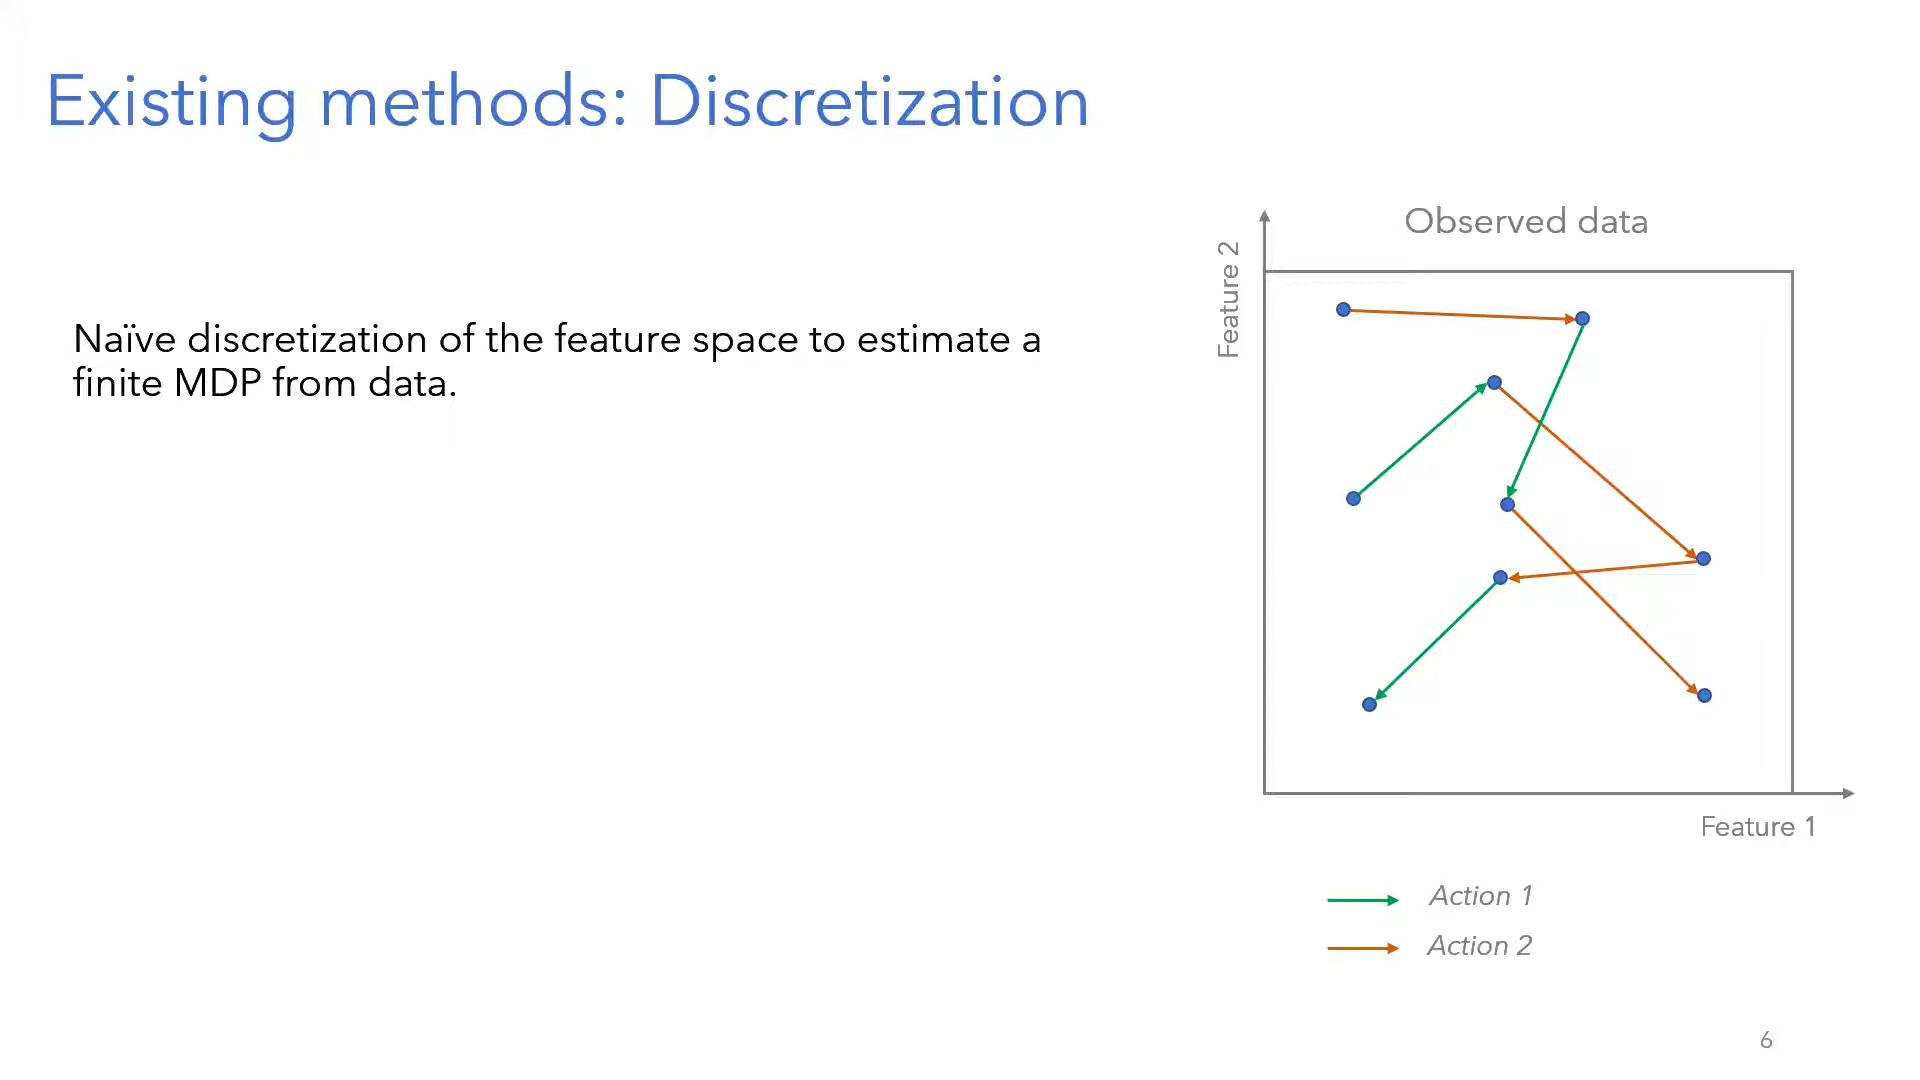 Existing methods: Discretization
Naïve discretization of the feature space to estimate a
finite MDP from data.
Observed data
Feature 2
Feature 1
Action 1
Action 2
6